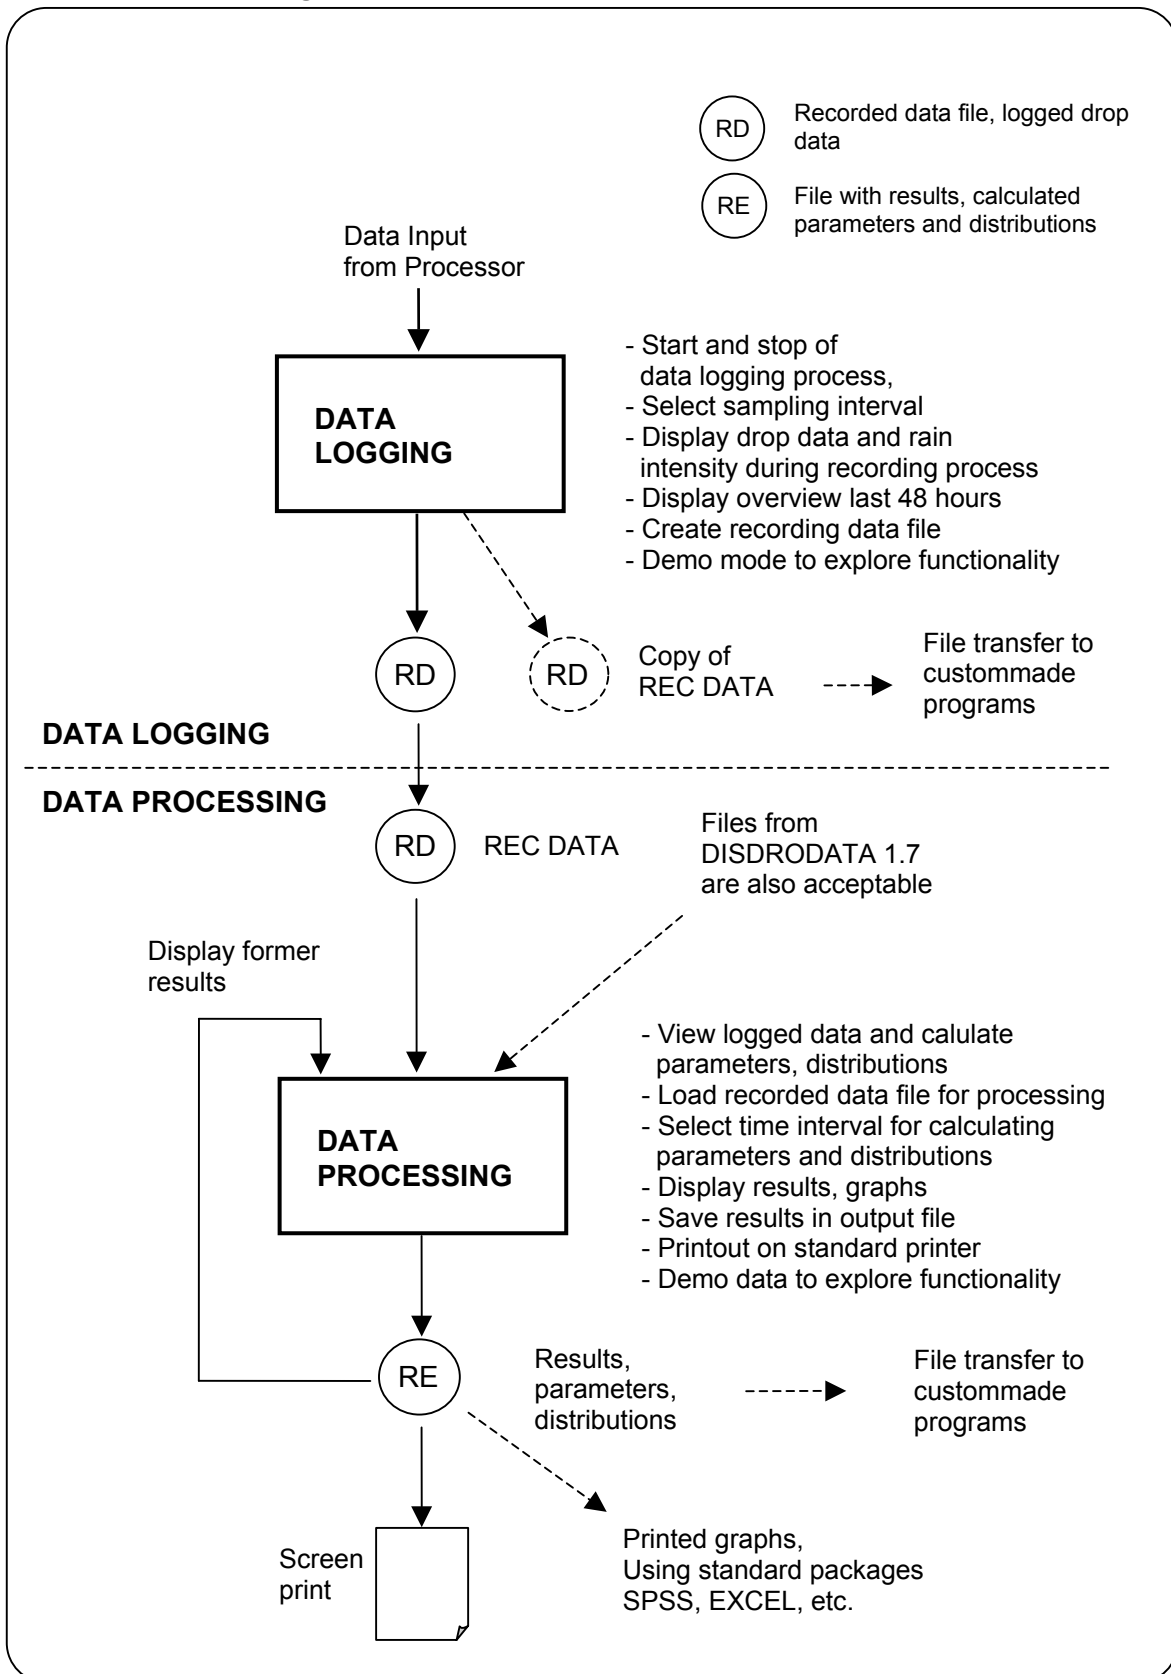 RD
Recorded data file, logged drop
data
RE
File with results, calculated
parameters and distributions
Data Input
from Processor
DATA
LOGGING
- Start and stop of
data logging process,
- Select sampling interval
- Display drop data and rain
intensity during recording process
- Display overview last 48 hours
- Create recording data file
- Demo mode to explore functionality
RD
RD
Copy of
REC DATA
File transfer to
custommade
programs
DATA LOGGING
DATA PROCESSING
RD
REC DATA
Files from
DISDRODATA 1.7
are also acceptable
Display former
results
DATA
PROCESSING
- View logged data and calulate
parameters, distributions
- Load recorded data file for processing
- Select time interval for calculating
parameters and distributions
- Display results, graphs
- Save results in output file
- Printout on standard printer
- Demo data to explore functionality
RE
Results,
parameters,
distributions
File transfer to
custommade
programs
Screen
print
Printed graphs,
Using standard packages
SPSS, EXCEL, etc.